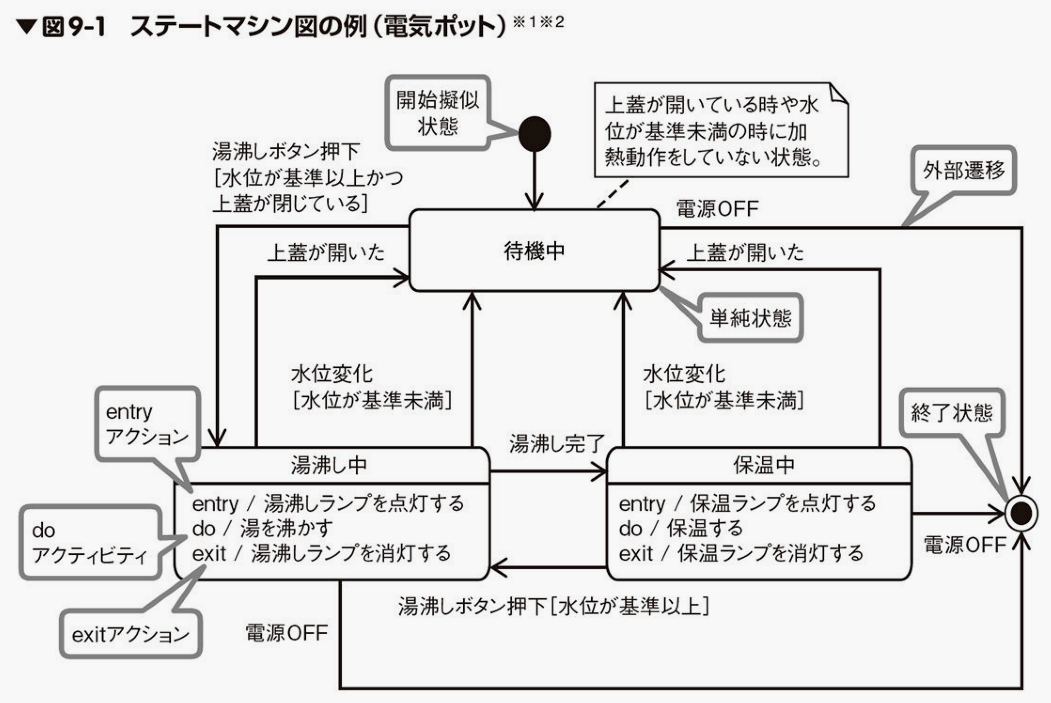 ▼図9-1 ステートマシン図の例（電気ポット）※1※2
開始擬似
状態
上蓋が開いている時や水
位が基準未満の時に加
熱動作をしていない状態。
湯沸しボタン押下
[水位が基準以上かつ
上蓋が閉じている]
外部遷移
電源OFF
待機中
上蓋が開いた
上蓋が開いた
単純状態
水位変化
[水位が基準未満]
水位変化
[水位が基準未満]
entry
アクション
終了状態
湯沸し完了
湯沸し中
entry / 湯沸しランプを点灯する
do / 湯を沸かす
exit / 湯沸しランプを消灯する
保温中
entry / 保温ランプを点灯する
do / 保温する
exit / 保温ランプを消灯する
do
アクティビティ
電源OFF
湯沸しボタン押下[水位が基準以上]
exitアクション
電源OFF